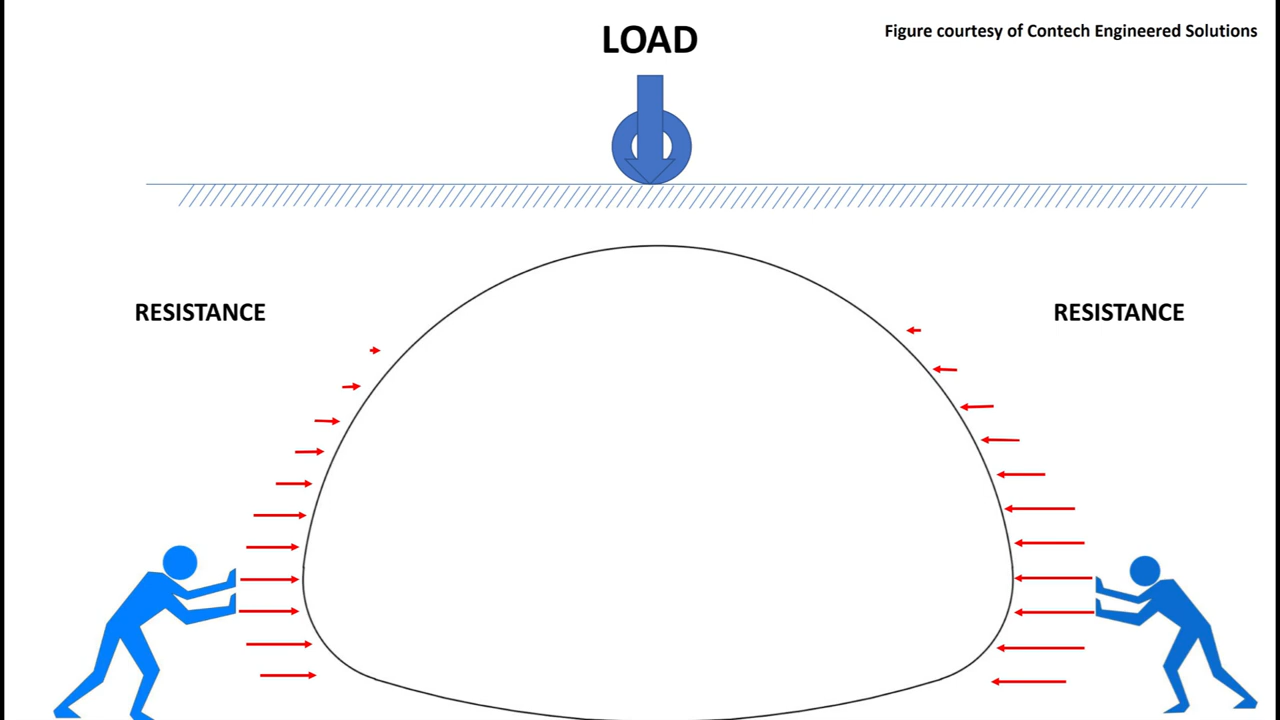 Figure courtesy of Contech Engineered Solutions
LOAD
RESISTANCE
RESISTANCE